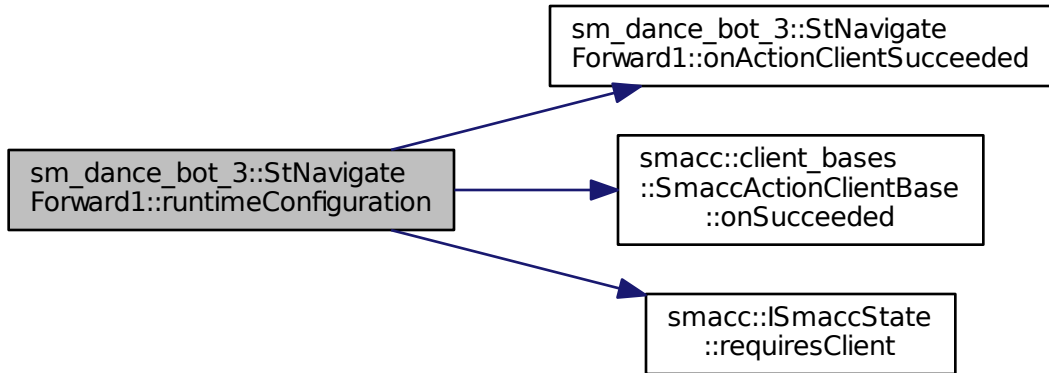 sm_dance_bot_3::StNavigate
Forward1::runtimeConfiguration
sm_dance_bot_3::StNavigate
Forward1::onActionClientSucceeded
smacc::client_bases
::SmaccActionClientBase
::onSucceeded
smacc::ISmaccState
::requiresClient